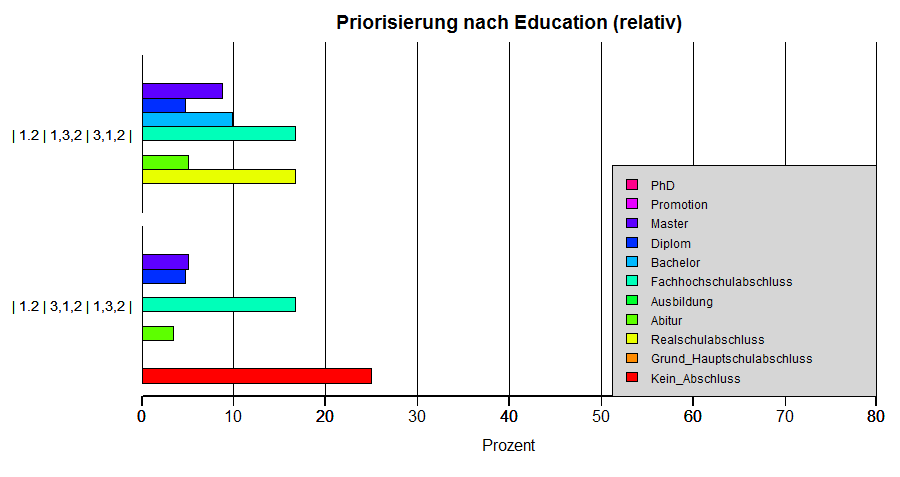 Priorisierung nach Education (relativ)
| 1.2 | 1,3,2 | 3,1,2 |
| 1.2 | 3,1,2 | 1,3,2 |
PhD
Promotion
Master
Diplom
Bachelor
Fachhochschulabschluss
Ausbildung
Abitur
Realschulabschluss
Grund_Hauptschulabschluss
Kein_Abschluss
0 10 20 30 40 50 60 70 80
Prozent